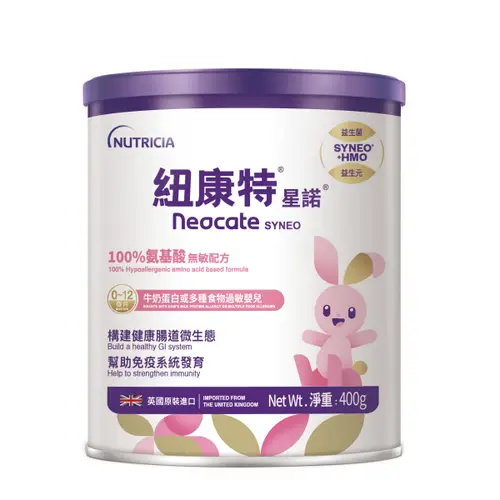 NUTRICIA
益生菌
SYNEO®
+HMO
益生元
紐康特®星諾®
Neocate SYNEO
100%氨基酸 無敏配方
100% Hypoallergenic amino acid based formula
0~12
牛奶蛋白或多種食物過敏嬰兒
構建健康腸道微生態
Build a healthy GI system
幫助免疫系統發育
Help to strengthen immunity
英國原裝進口 IMPORTED FROM
THE UNITED KINGDOM
Net Wt. 淨重: 400g